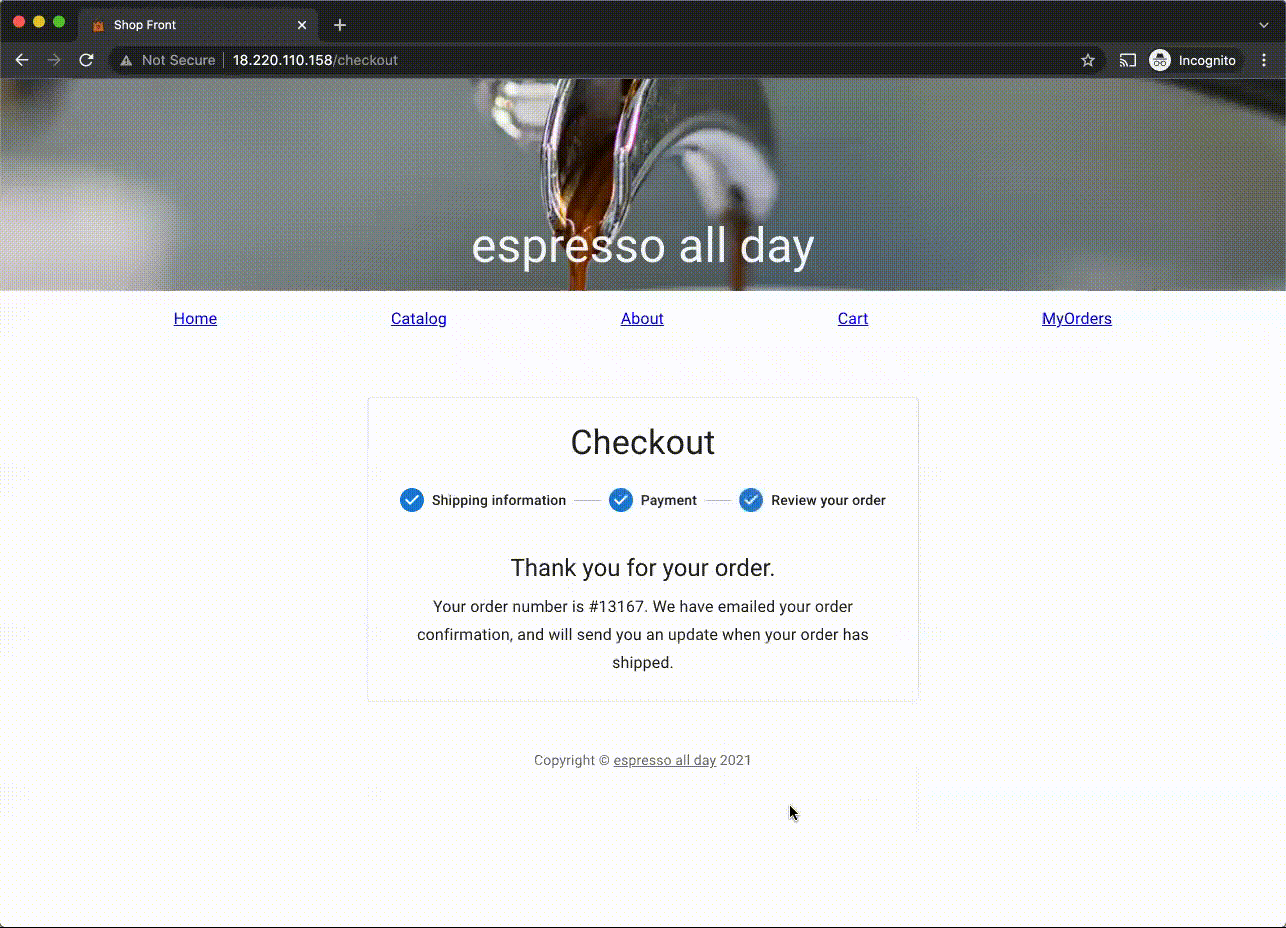 Shop Front
Not Secure
18.220.110.158/checkout
Incognito
espresso all day
Home
Catalog
About
Cart
MyOrders
Checkout
Shipping information
Payment
Review your order
Thank you for your order.
Your order number is #13167. We have emailed your order
confirmation, and will send you an update when your order has
shipped.
Copyright © espresso all day 2021